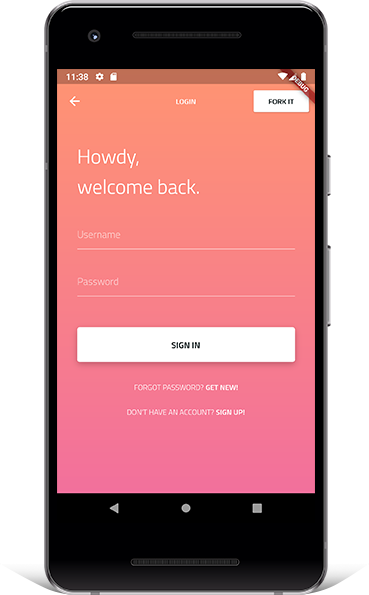 11:38
DEBUG
LOGIN
FORK IT
Howdy,
welcome back.
Username
Password
SIGN IN
FORGOT PASSWORD? GET NEW!
DON'T HAVE AN ACCOUNT? SIGN UP!